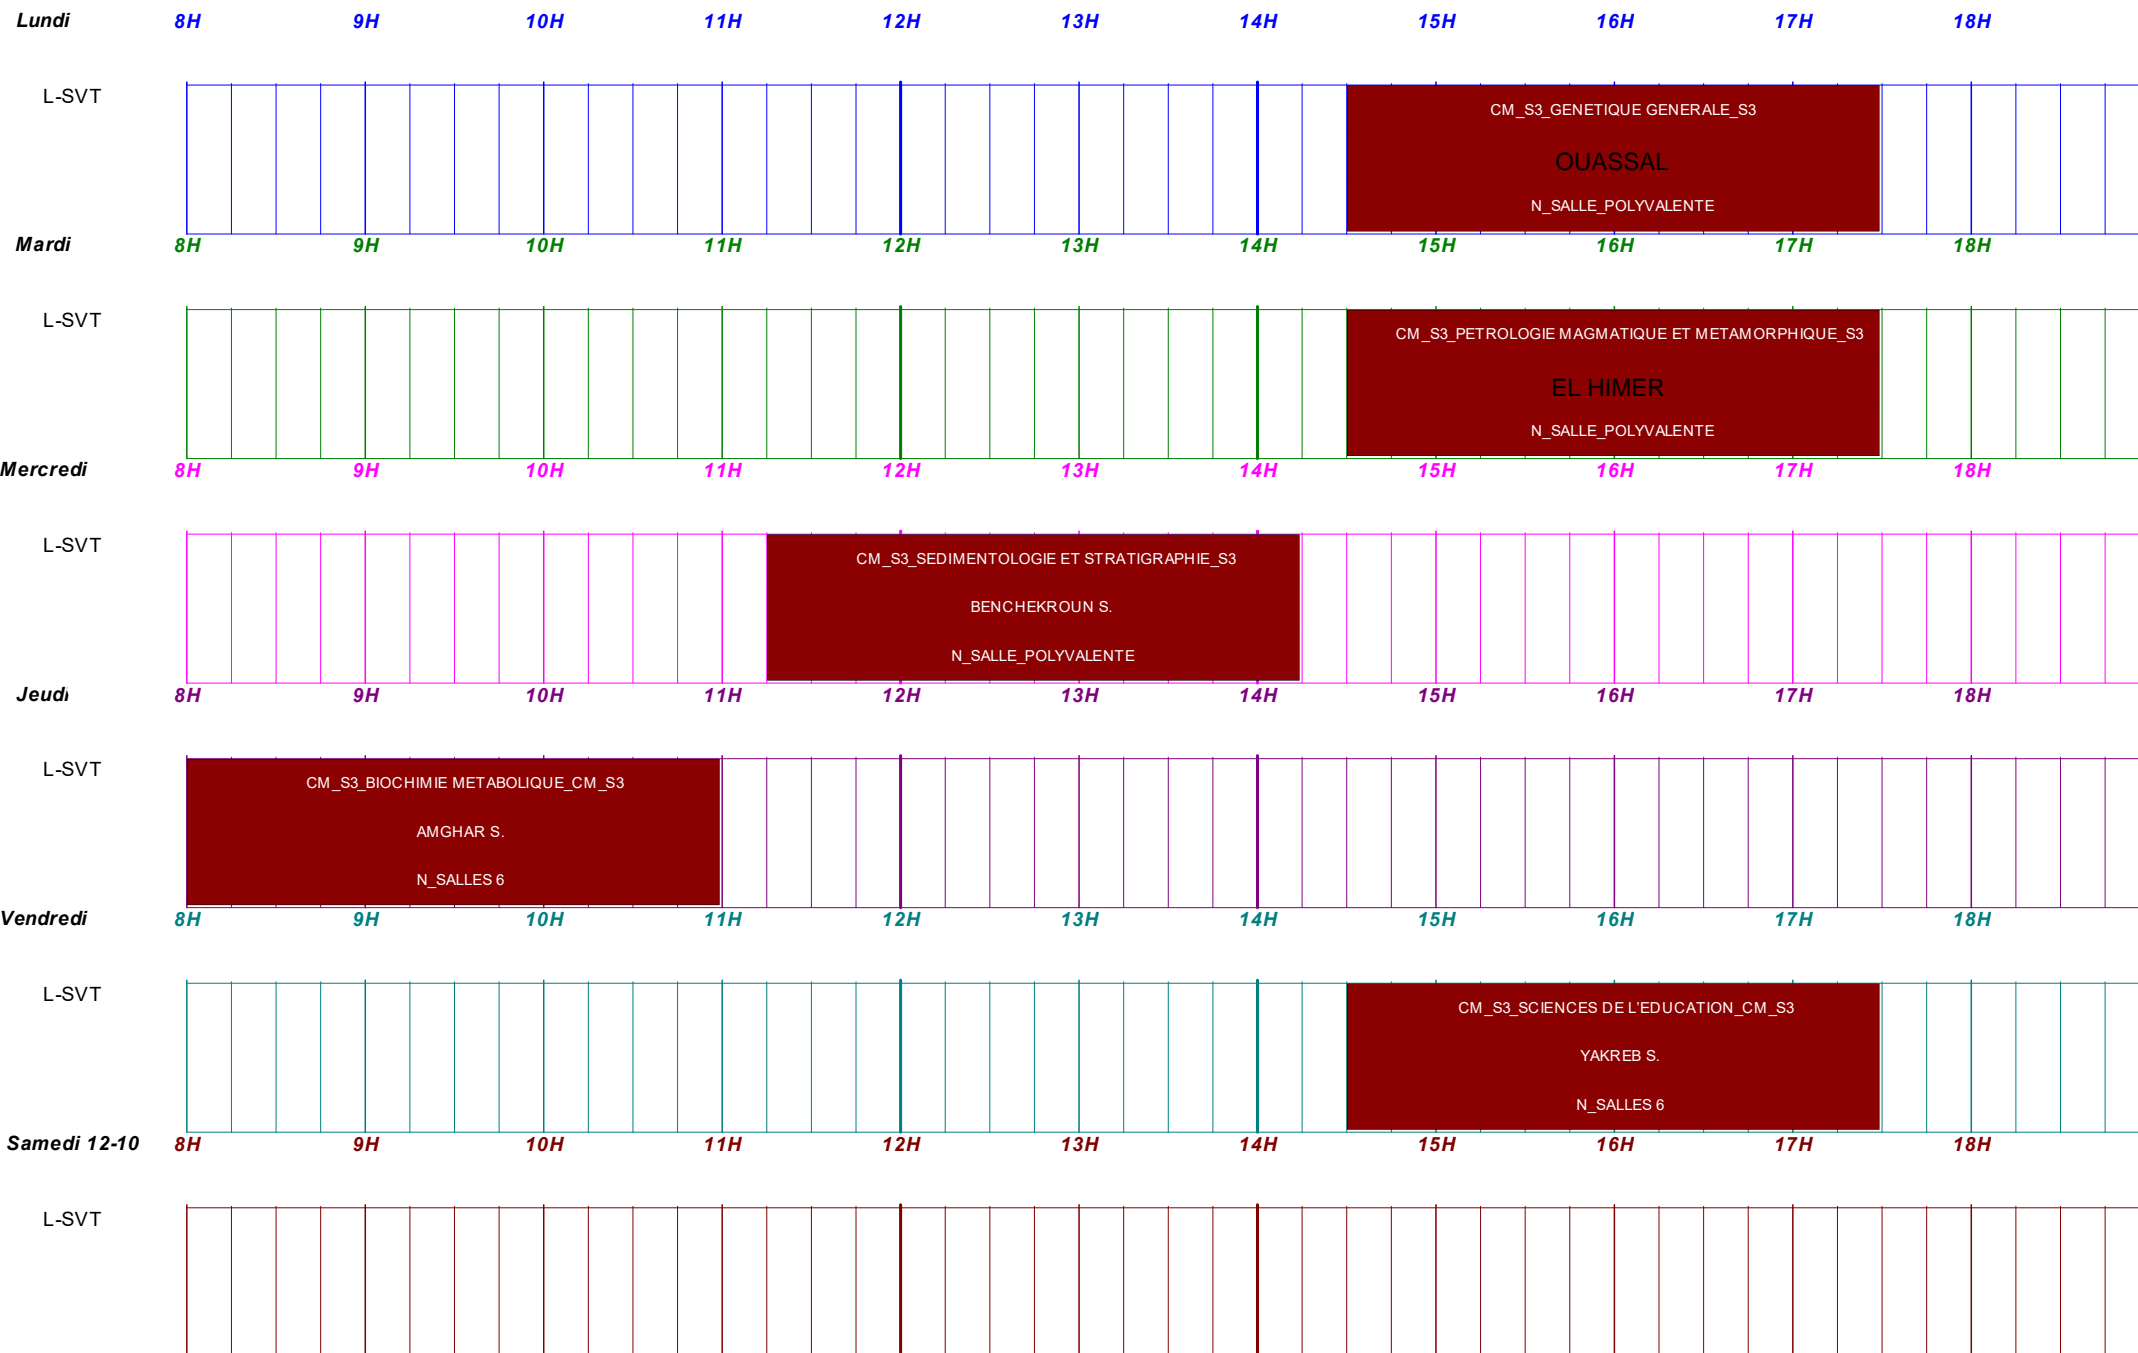 Lundi 8H 9H 10H 11H 12H 13H 14H 15H 16H 17H 18H
L-SVT
CM_S3_GENETIQUE GENERALE_S3
OUASSAL
N_SALLE_POLYVALENTE
Mardi 8H 9H 10H 11H 12H 13H 14H 15H 16H 17H 18H
L-SVT
CM_S3_PETROLOGIE MAGMATIQUE ET METAMORPHIQUE_S3
EL HIMER
N_SALLE_POLYVALENTE
Mercredi 8H 9H 10H 11H 12H 13H 14H 15H 16H 17H 18H
L-SVT
CM_S3_SEDIMENTOLOGIE ET STRATIGRAPHIE_S3
BENCHEKROUN S.
N_SALLE_POLYVALENTE
Jeudi 8H 9H 10H 11H 12H 13H 14H 15H 16H 17H 18H
L-SVT
CM_S3_BIOCHIMIE METABOLIQUE_CM_S3
AMGHAR S.
N_SALLES 6
Vendredi 8H 9H 10H 11H 12H 13H 14H 15H 16H 17H 18H
L-SVT
CM_S3_SCIENCES DE L'EDUCATION_CM_S3
YAKREB S.
N_SALLES 6
Samedi 12-10 8H 9H 10H 11H 12H 13H 14H 15H 16H 17H 18H
L-SVT